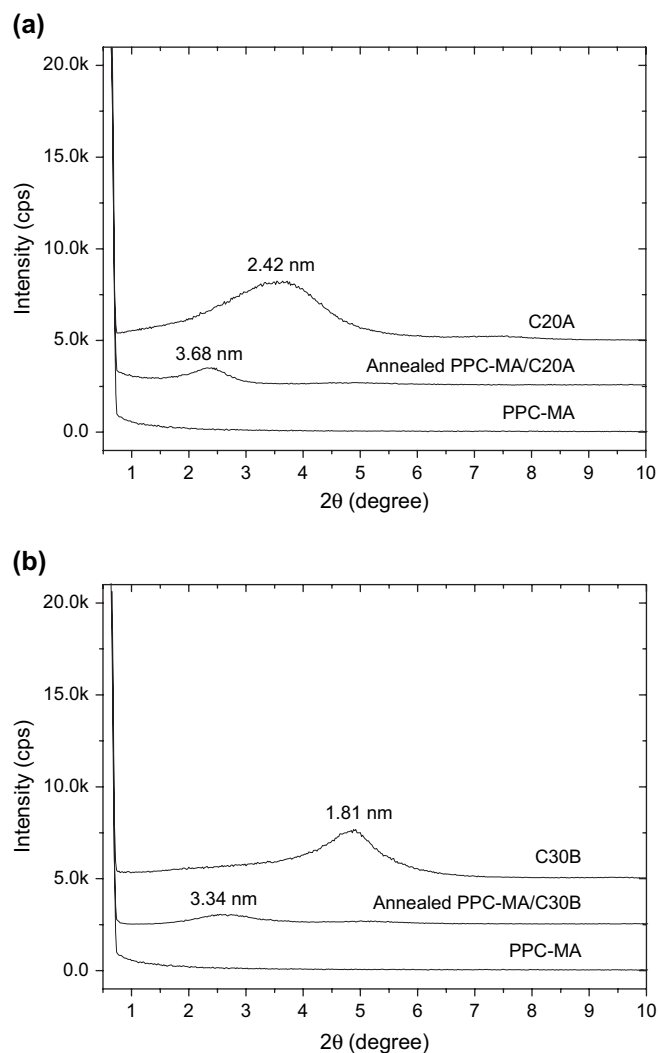 (a)
20.0k
15.0k
10.0k
5.0k
0.0
Intensity (cps)
2.42 nm
C20A
3.68 nm
Annealed PPC-MA/C20A
PPC-MA
1 2 3 4 5 6 7 8 9 10
2θ (degree)
(b)
20.0k
15.0k
10.0k
5.0k
0.0
Intensity (cps)
1.81 nm
C30B
3.34 nm
Annealed PPC-MA/C30B
PPC-MA
1 2 3 4 5 6 7 8 9 10
2θ (degree)